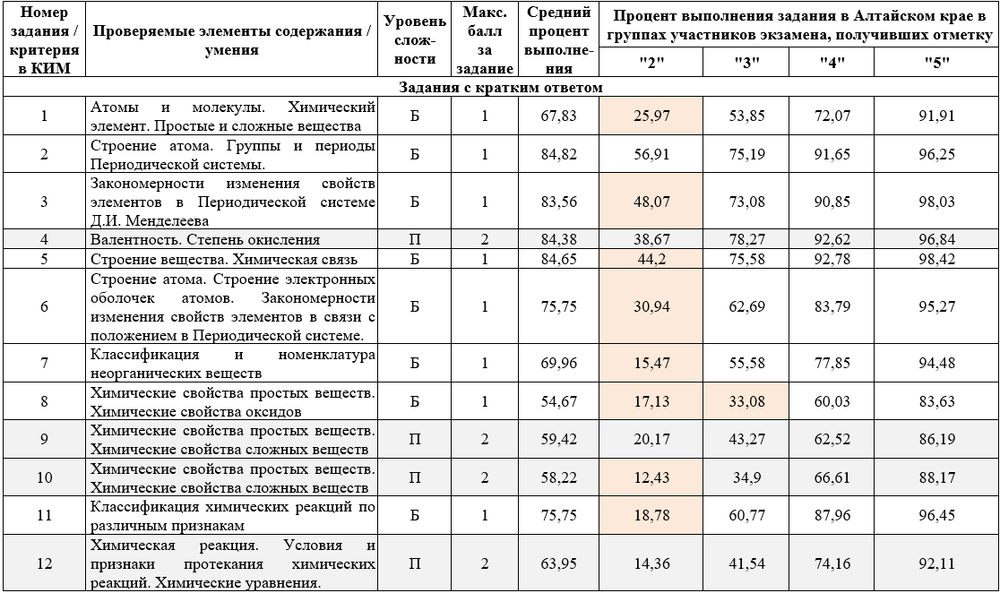 Номер задания / критерия в КИМ
Проверяемые элементы содержания / умения
Уровень слож-ности
Макс. балл за задание
Средний процент выполне-ния
Процент выполнения задания в Алтайском крае в группах участников экзамена, получивших отметку
"2" "3" "4" "5"
Задания с кратким ответом
1 Атомы и молекулы. Химический элемент. Простые и сложные вещества Б 1 67,83 25,97 53,85 72,07 91,91
2 Строение атома. Группы и периоды Периодической системы. Б 1 84,82 56,91 75,19 91,65 96,25
3 Закономерности изменения свойств элементов в Периодической системе Д.И. Менделеева Б 1 83,56 48,07 73,08 90,85 98,03
4 Валентность. Степень окисления П 2 84,38 38,67 78,27 92,62 96,84
5 Строение вещества. Химическая связь Б 1 84,65 44,2 75,58 92,78 98,42
6 Строение атома. Строение электронных оболочек атомов. Закономерности изменения свойств элементов в связи с положением в Периодической системе. Б 1 75,75 30,94 62,69 83,79 95,27
7 Классификация и номенклатура неорганических веществ Б 1 69,96 15,47 55,58 77,85 94,48
8 Химические свойства простых веществ. Химические свойства оксидов Б 1 54,67 17,13 33,08 60,03 83,63
9 Химические свойства простых веществ. Химические свойства сложных веществ П 2 59,42 20,17 43,27 62,52 86,19
10 Химические свойства простых веществ. Химические свойства сложных веществ П 2 58,22 12,43 34,9 66,61 88,17
11 Классификация химических реакций по различным признакам Б 1 75,75 18,78 60,77 87,96 96,45
12 Химическая реакция. Условия и признаки протекания химических реакций. Химические уравнения. П 2 63,95 14,36 41,54 74,16 92,11